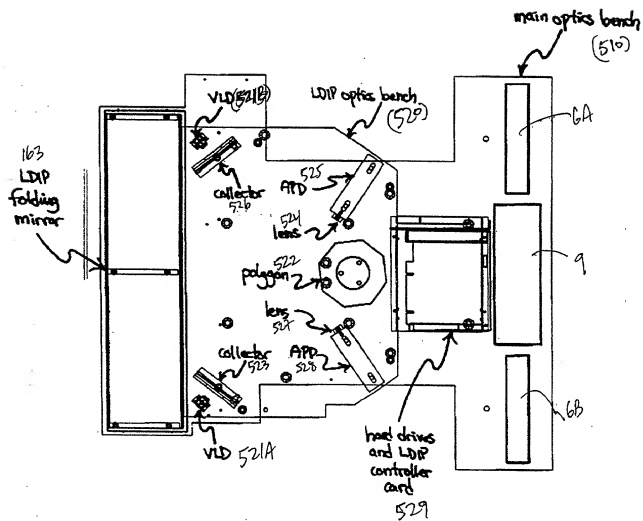 main optics bench
(510)
VLD (521B)
LDIP optics bench
(520)
6A
163
LDIP
folding
mirror
525
APD
collector
526
524
lens
522
polygon
9
lens
527
collector
523
APD
528
6B
VLD 521A
hard drives
and LDIP
controller
card
529